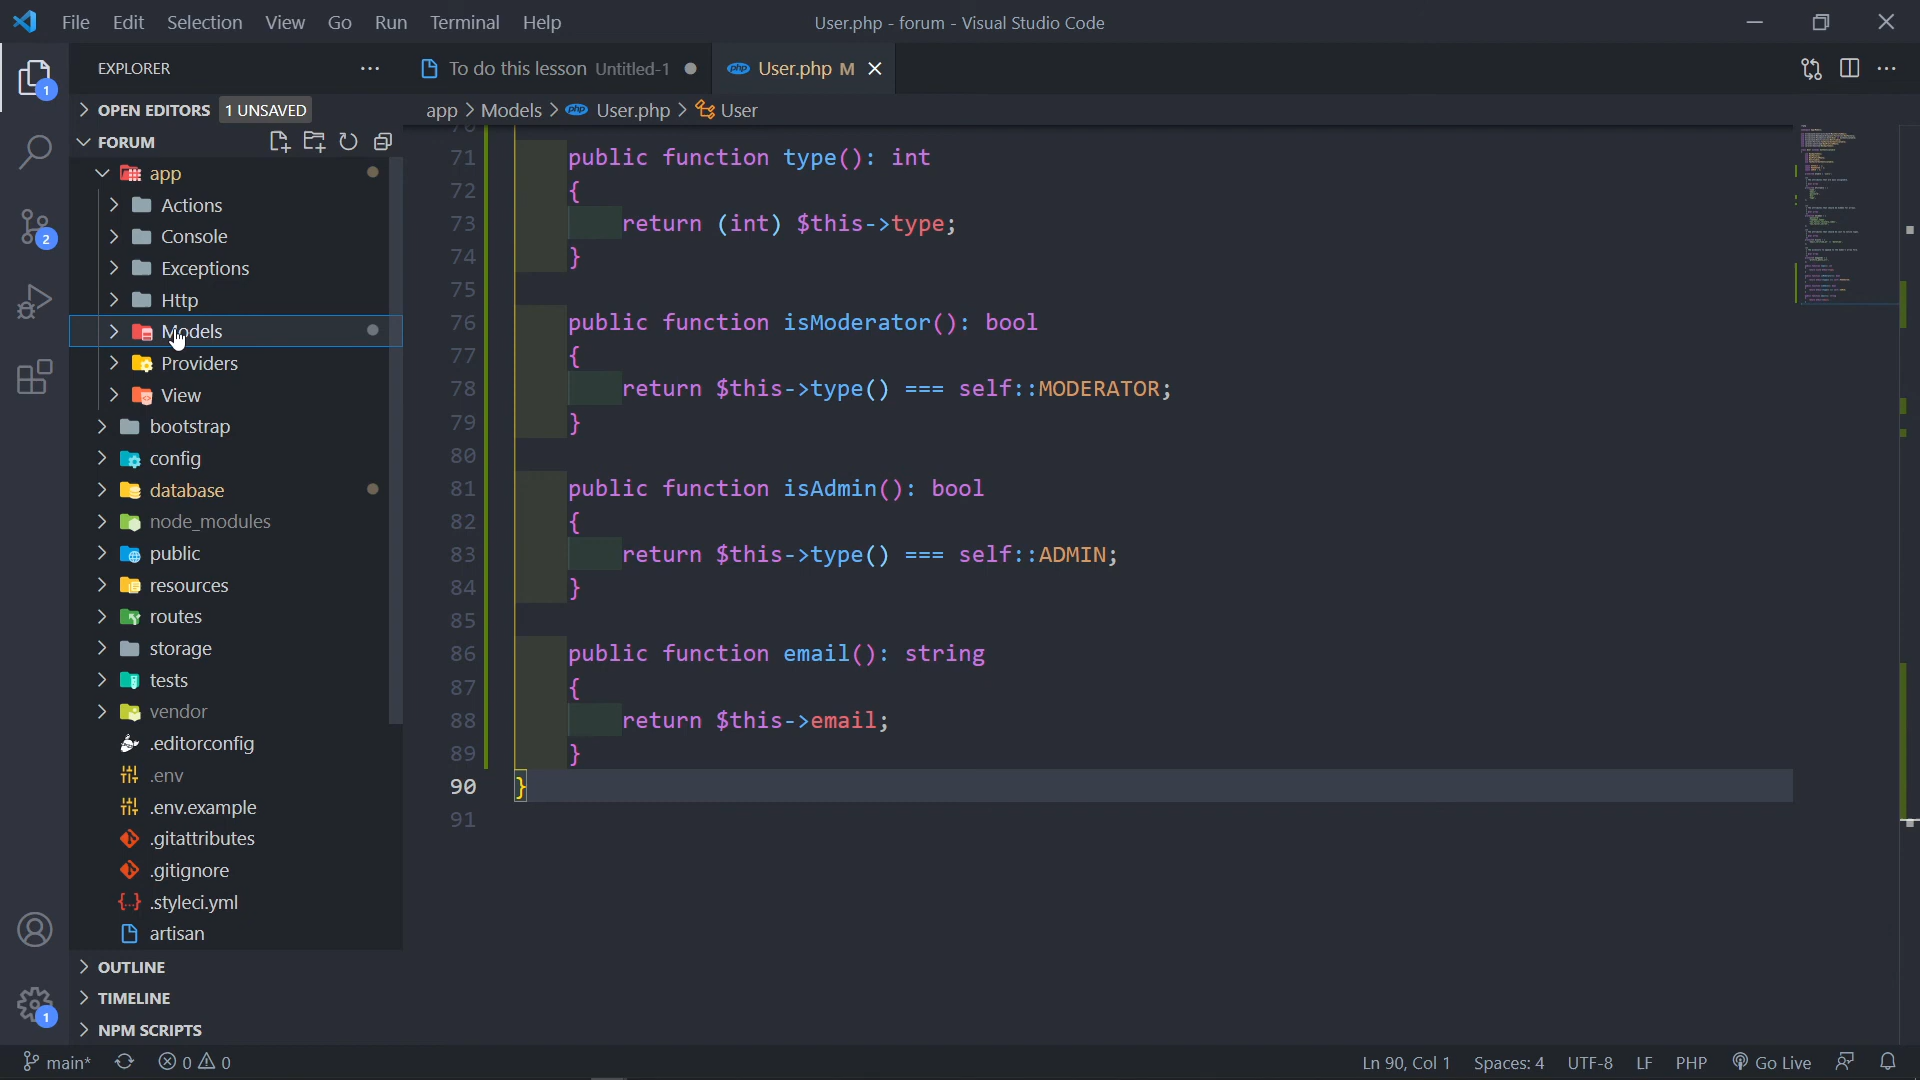 File Edit Selection View Go Run Terminal Help
User.php - forum - Visual Studio Code
EXPLORER
To do this lesson Untitled-1
User.php M
OPEN EDITORS 1 UNSAVED
app > Models > User.php > User
FORUM
app
Actions
Console
Exceptions
Http
Models
Providers
View
bootstrap
config
database
node_modules
public
resources
routes
storage
tests
vendor
.editorconfig
.env
.env.example
.gitattributes
.gitignore
.styleci.yml
artisan
OUTLINE
TIMELINE
NPM SCRIPTS
1
2
1
70
71 public function type(): int
72 {
73 return (int) $this->type;
74 }
75
76 public function isModerator(): bool
77 {
78 return $this->type() === self::MODERATOR;
79 }
80
81 public function isAdmin(): bool
82 {
83 return $this->type() === self::ADMIN;
84 }
85
86 public function email(): string
87 {
88 return $this->email;
89 }
90 }
91
main* 0 0
Ln 90, Col 1 Spaces: 4 UTF-8 LF PHP Go Live